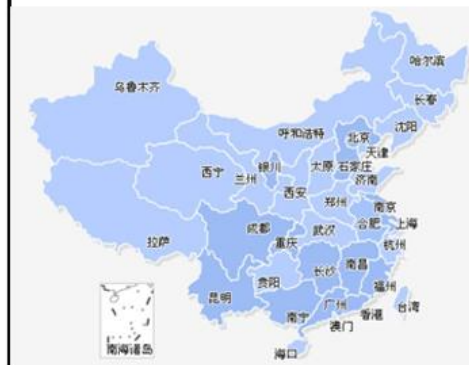 哈尔滨
乌鲁木齐
长春
沈阳
呼和浩特
北京
天建
银川
太原
石家庄
西宁
兰州
济南
西安
郑州
南京
合肥
上海
成都
武汉
重庆
杭州
拉萨
长沙
南昌
贵阳
昆明
福州
台湾
广州
南宁
香港
澳门
南海诸岛
海口